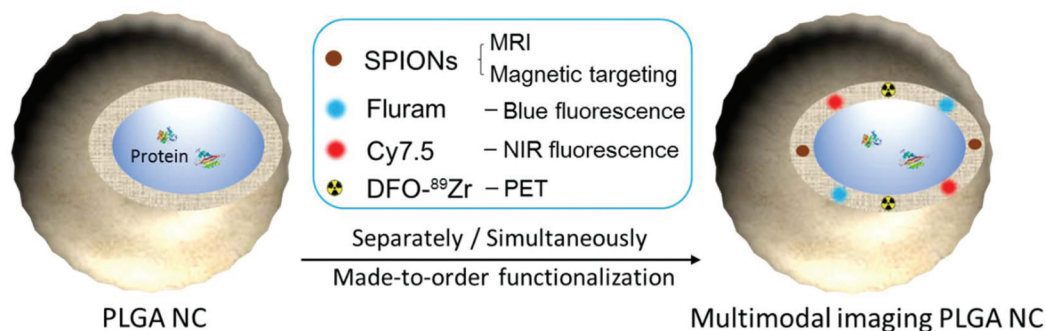 Protein
PLGA NC
SPIONs
MRI
Magnetic targeting
Fluram – Blue fluorescence
Cy7.5 – NIR fluorescence
DFO-⁸⁹Zr – PET
Separately / Simultaneously
Made-to-order functionalization
Multimodal imaging PLGA NC